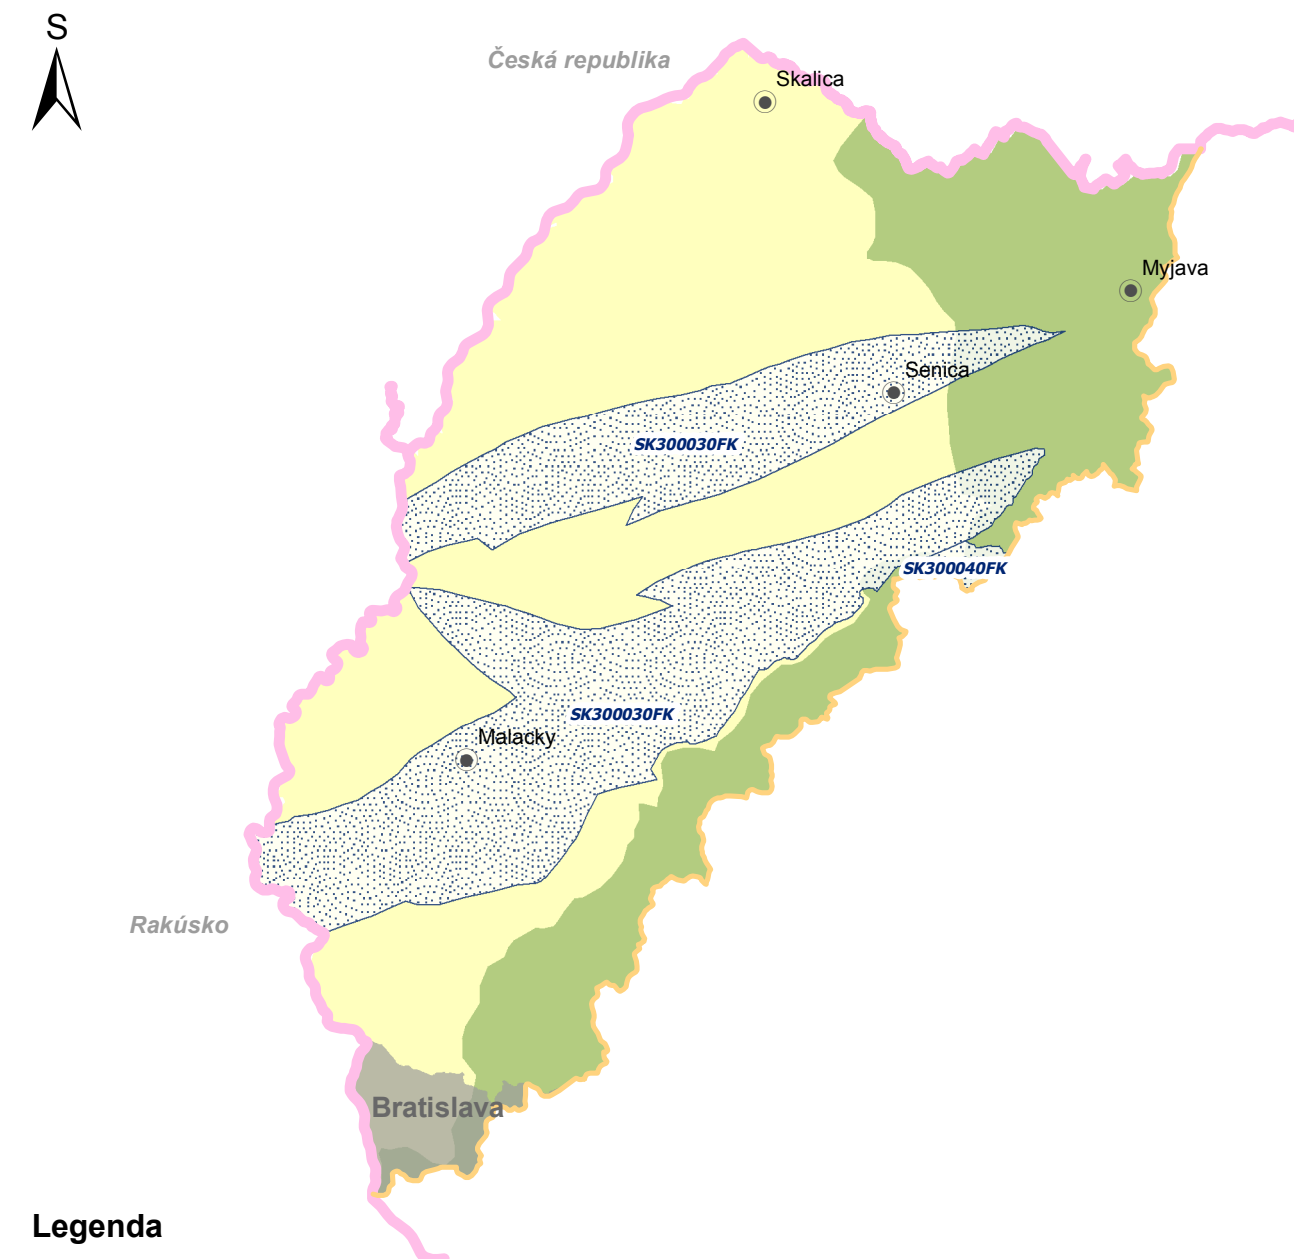 S
Česká republika
Skalica
Myjava
Senica
SK300030FK
SK300040FK
SK300030FK
Malacky
Rakúsko
Bratislava
Legenda